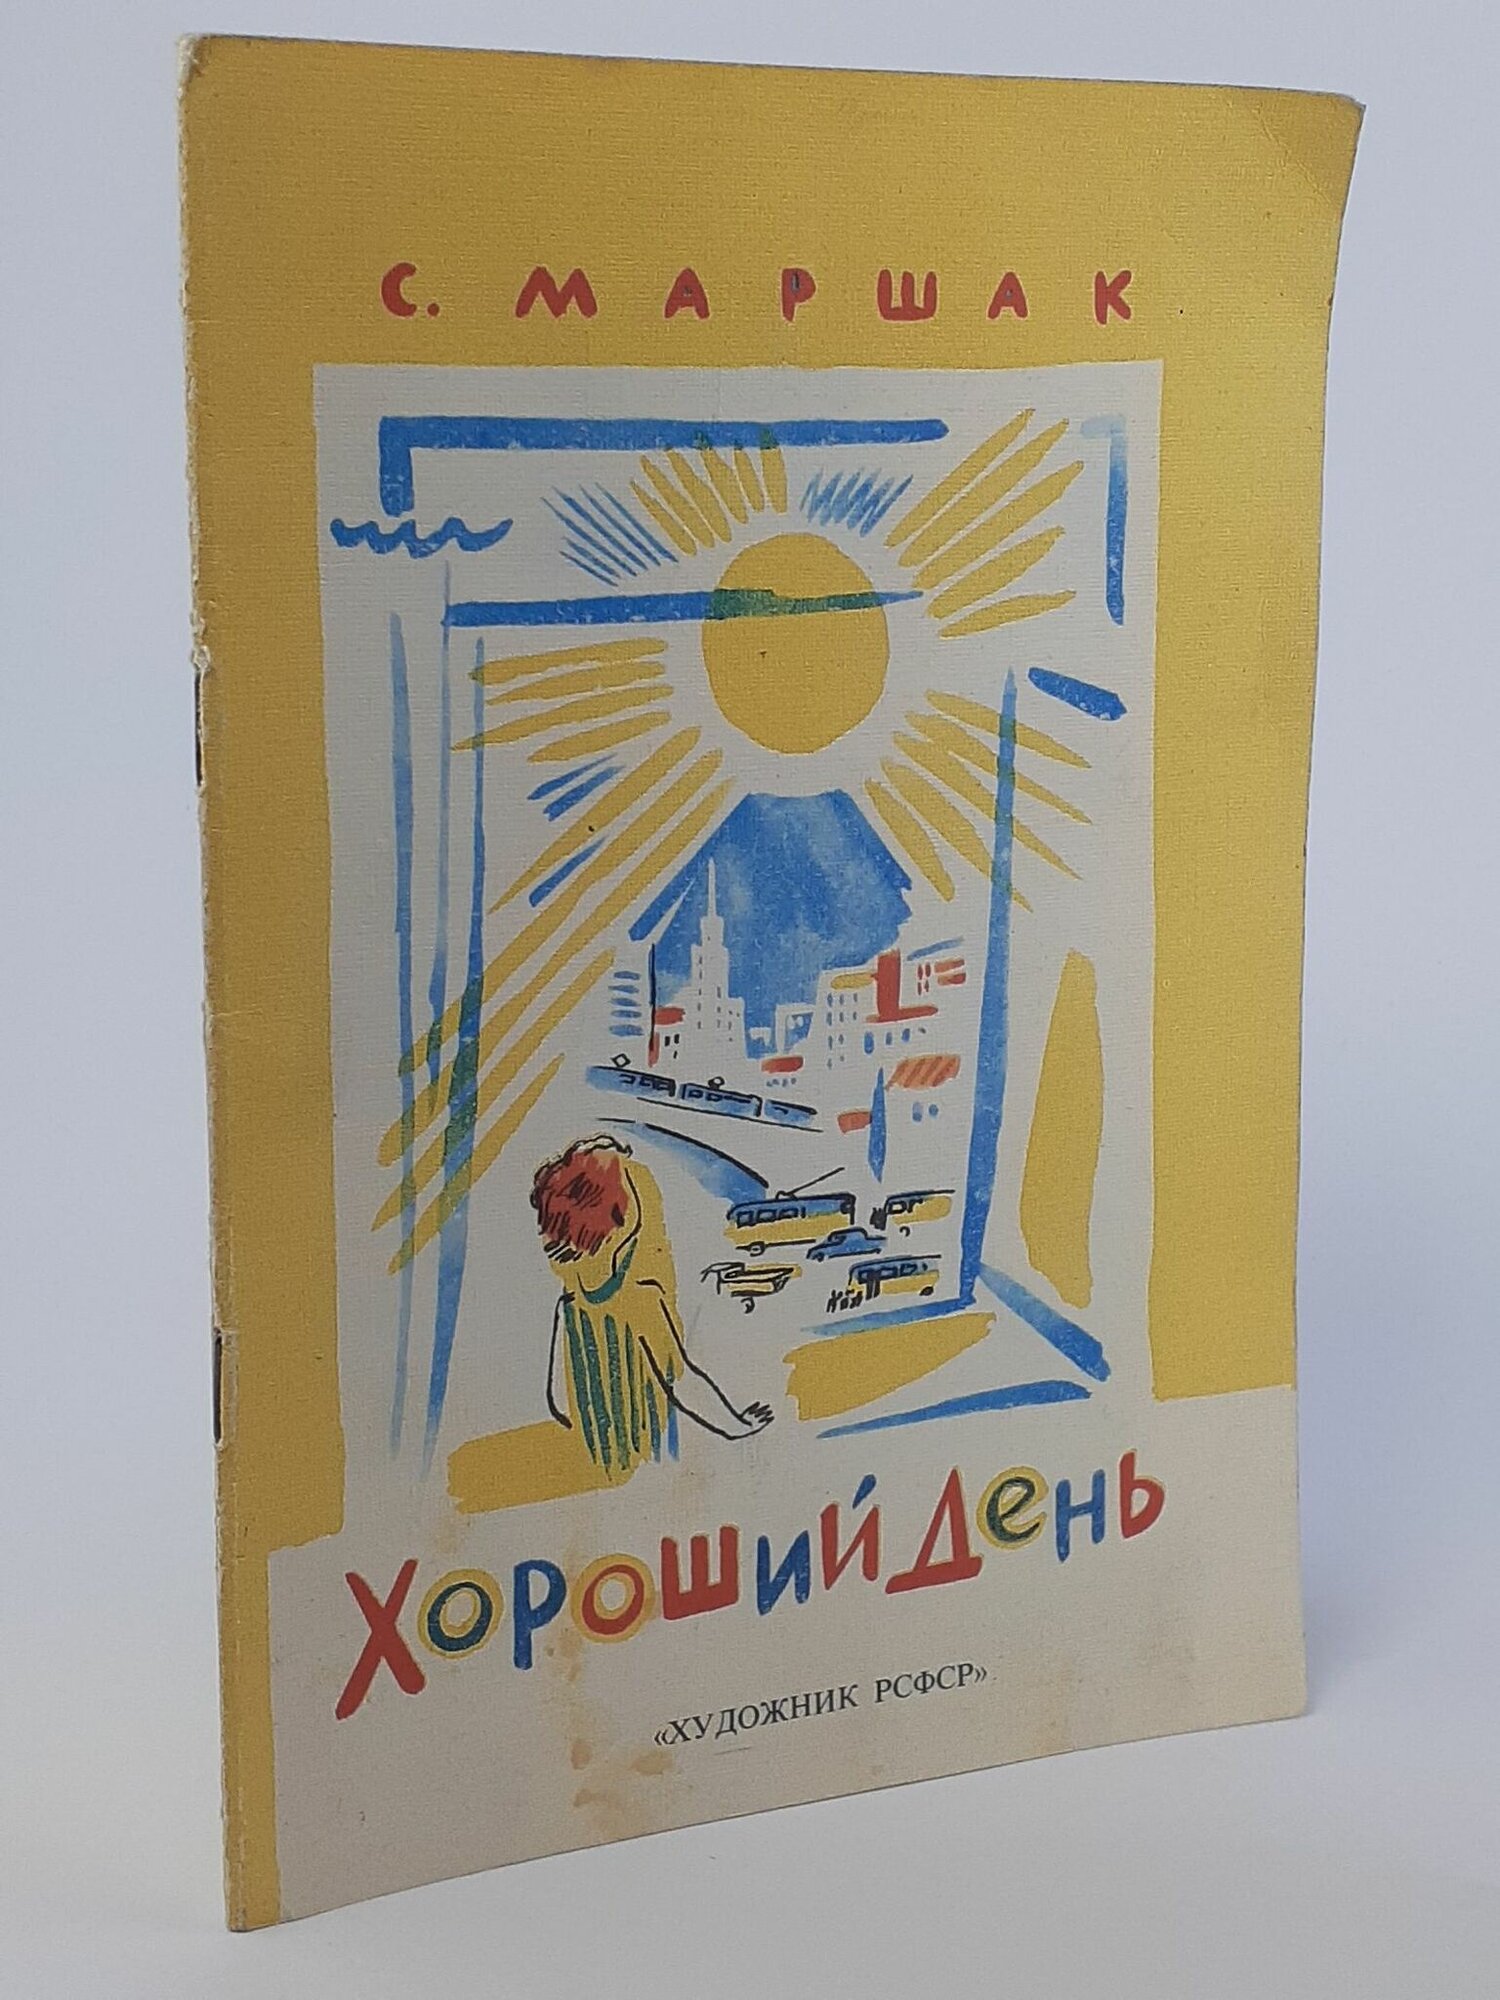 С. МАРШАК
ХОРОШИЙ ДЕНЬ
«ХУДОЖНИК РСФСР»